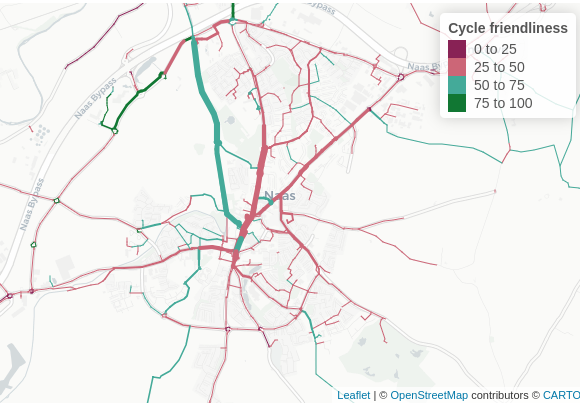 Bypass
Cycle friendliness
0 to 25
25 to 50
50 to 75
75 to 100
Naas By
Naas Bypass
Naas Bypass
Naas
Leaflet | © OpenStreetMap contributors © CARTO